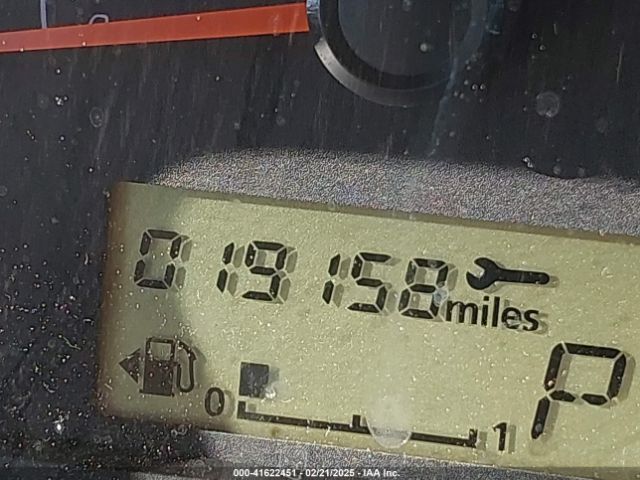 019158 miles
P
0 1
000-41622451 - 02/21/2025 - IAA Inc.